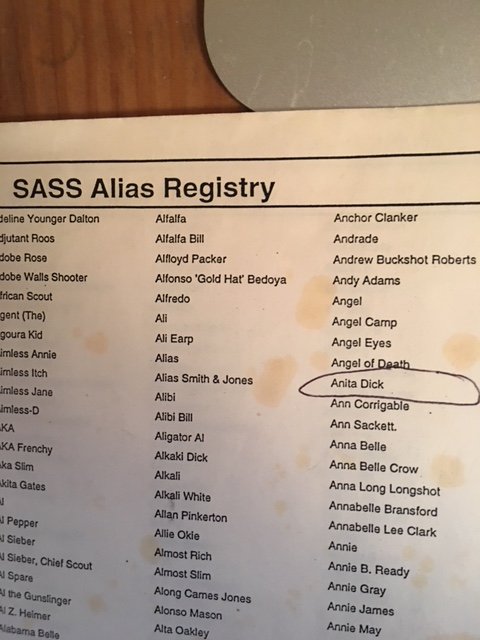 SASS Alias Registry
deline Younger Dalton
djutant Roos
dobe Rose
dobe Walls Shooter
frican Scout
gent (The)
goura Kid
imless Annie
imless Itch
imless Jane
imless-D
KA
KA Frenchy
ka Slim
kita Gates
l
l Pepper
l Sieber
l Sieber, Chief Scout
l Spare
Al the Gunslinger
Al Z. Heimer
Alabama Belle
Alfalfa
Alfalfa Bill
Alfloyd Packer
Alfonso 'Gold Hat' Bedoya
Alfredo
Ali
Ali Earp
Alias
Alias Smith & Jones
Alibi
Alibi Bill
Aligator Al
Alkaki Dick
Alkali
Alkali White
Allan Pinkerton
Allie Okie
Almost Rich
Almost Slim
Along Cames Jones
Alonso Mason
Alta Oakley
Anchor Clanker
Andrade
Andrew Buckshot Roberts
Andy Adams
Angel
Angel Camp
Angel Eyes
Angel of Death
Anita Dick
Ann Corrigable
Ann Sackett.
Anna Belle
Anna Belle Crow
Anna Long Longshot
Annabelle Bransford
Annabelle Lee Clark
Annie
Annie B. Ready
Annie Gray
Annie James
Annie May